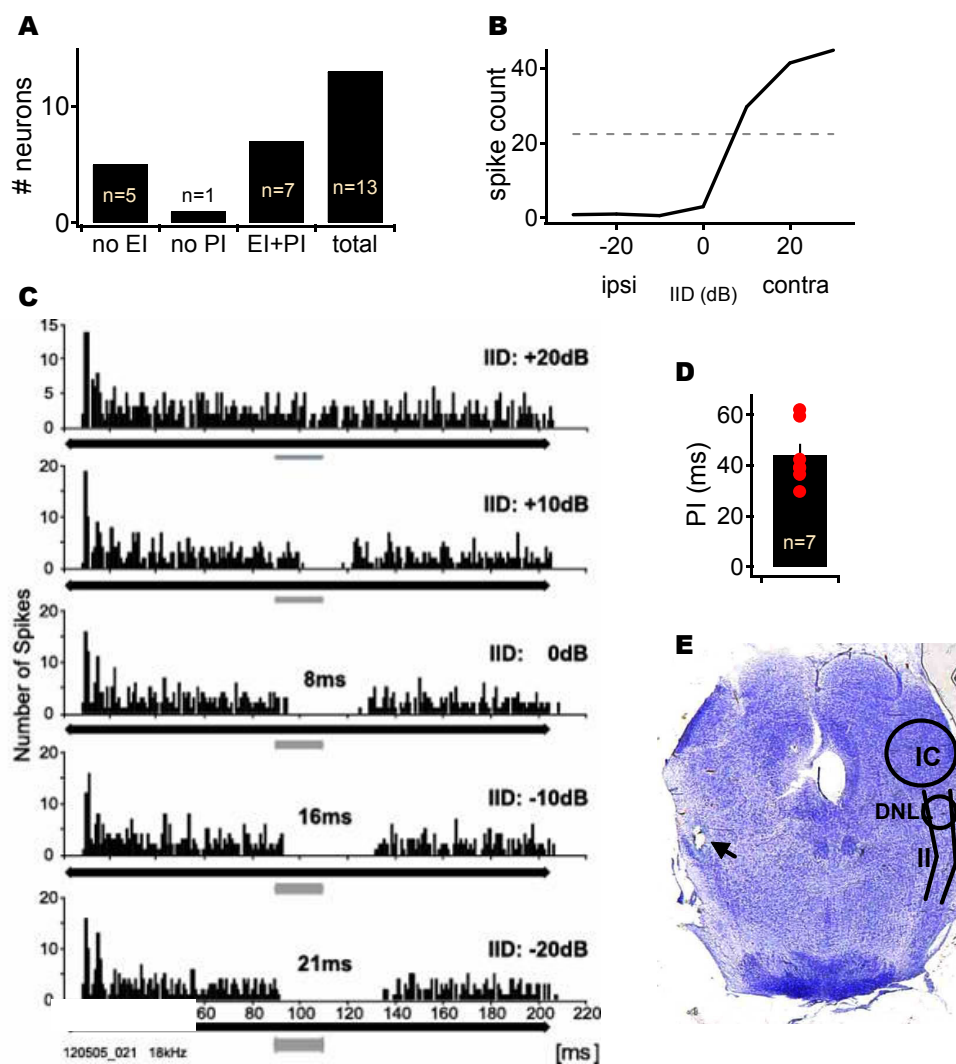 A
# neurons
10
0
n=5
n=1
n=7
n=13
no EI
no PI
EI+PI
total
B
spike count
40
20
0
-20
0
20
ipsi
IID (dB)
contra
C
Number of Spikes
15
10
5
0
IID: +20dB
20
15
10
5
0
IID: +10dB
20
10
0
IID: 0dB
8ms
20
10
0
IID: -10dB
16ms
20
10
0
IID: -20dB
21ms
60 80 100 120 140 160 180 200 220
[ms]
120505_021 18kHz
D
PI (ms)
60
40
20
0
n=7
E
IC
DNLL
ll